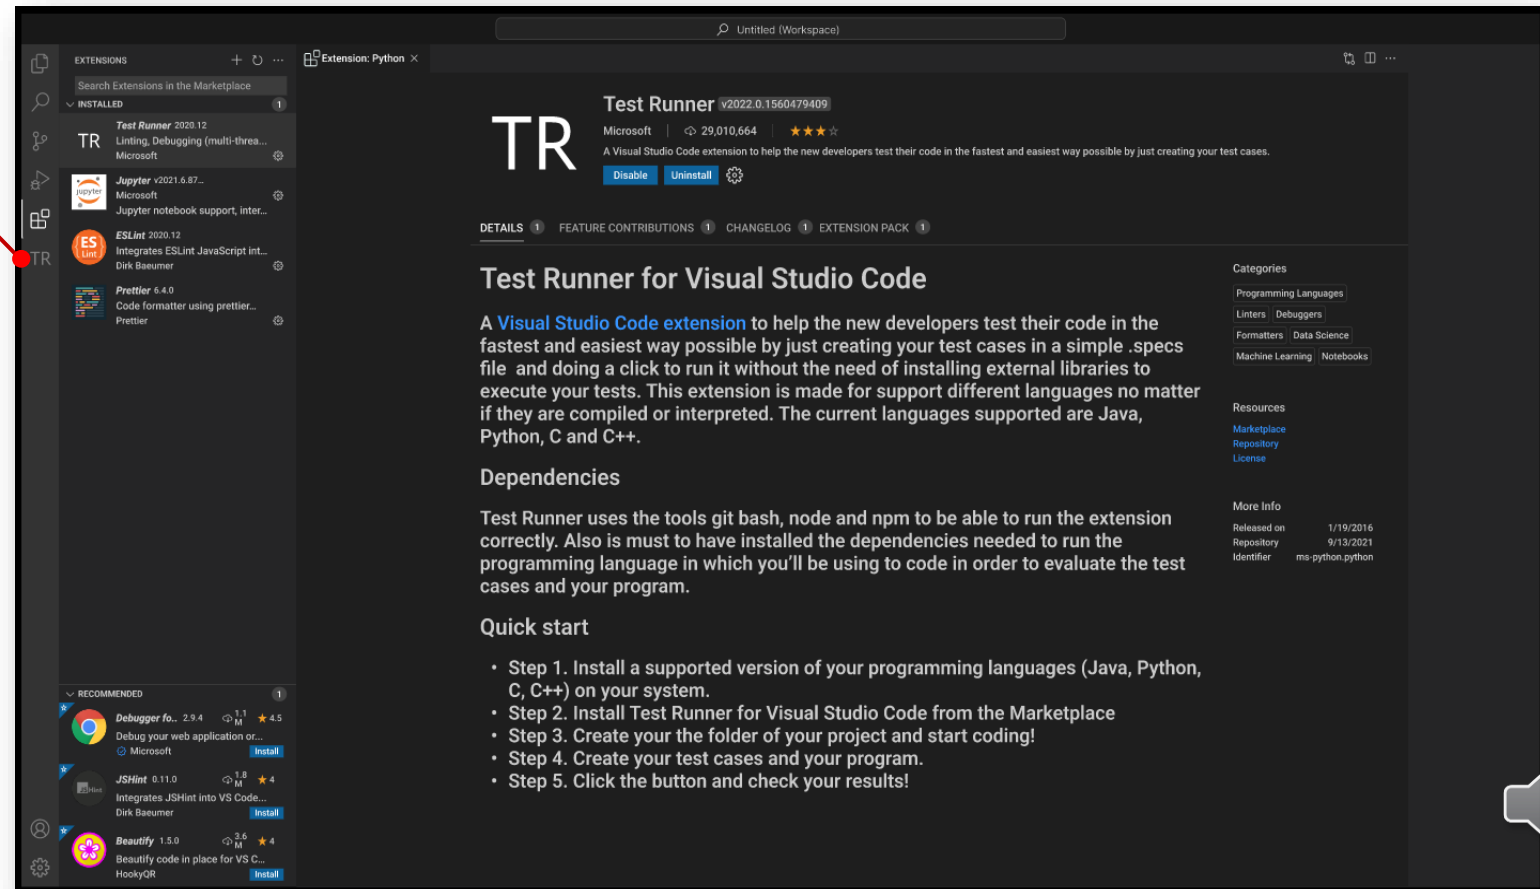 Untitled (Workspace)
EXTENSIONS
Search Extensions in the Marketplace
INSTALLED 1
TR
Test Runner 2020.12
Linting, Debugging (multi-threa...
Microsoft
jupyter
Jupyter v2021.6.87...
Microsoft
Jupyter notebook support, inter...
ES
Lint
ESLint 2020.12
Integrates ESLint JavaScript int...
Dirk Baeumer
Prettier 6.4.0
Code formatter using prettier...
Prettier
TR
RECOMMENDED 1
Debugger fo.. 2.9.4 1.1 M 4.5
Debug your web application or...
Microsoft Install
JSHint
JSHint 0.11.0 1.8 M 4
Integrates JSHint into VS Code...
Dirk Baeumer Install
Beautify 1.5.0 3.6 M 4
Beautify code in place for VS C...
HookyQR Install
Extension: Python
TR
Test Runner v2022.0.1560479409
Microsoft 29,010,664
A Visual Studio Code extension to help the new developers test their code in the fastest and easiest way possible by just creating your test cases.
Disable Uninstall
DETAILS 1 FEATURE CONTRIBUTIONS 1 CHANGELOG 1 EXTENSION PACK 1
Test Runner for Visual Studio Code
A Visual Studio Code extension to help the new developers test their code in the
fastest and easiest way possible by just creating your test cases in a simple .specs
file and doing a click to run it without the need of installing external libraries to
execute your tests. This extension is made for support different languages no matter
if they are compiled or interpreted. The current languages supported are Java,
Python, C and C++.
Dependencies
Test Runner uses the tools git bash, node and npm to be able to run the extension
correctly. Also is must to have installed the dependencies needed to run the
programming language in which you'll be using to code in order to evaluate the test
cases and your program.
Quick start
• Step 1. Install a supported version of your programming languages (Java, Python,
C, C++) on your system.
• Step 2. Install Test Runner for Visual Studio Code from the Marketplace
• Step 3. Create your the folder of your project and start coding!
• Step 4. Create your test cases and your program.
• Step 5. Click the button and check your results!
Categories
Programming Languages
Linters Debuggers
Formatters Data Science
Machine Learning Notebooks
Resources
Marketplace
Repository
License
More Info
Released on 1/19/2016
Repository 9/13/2021
Identifier ms-python.python